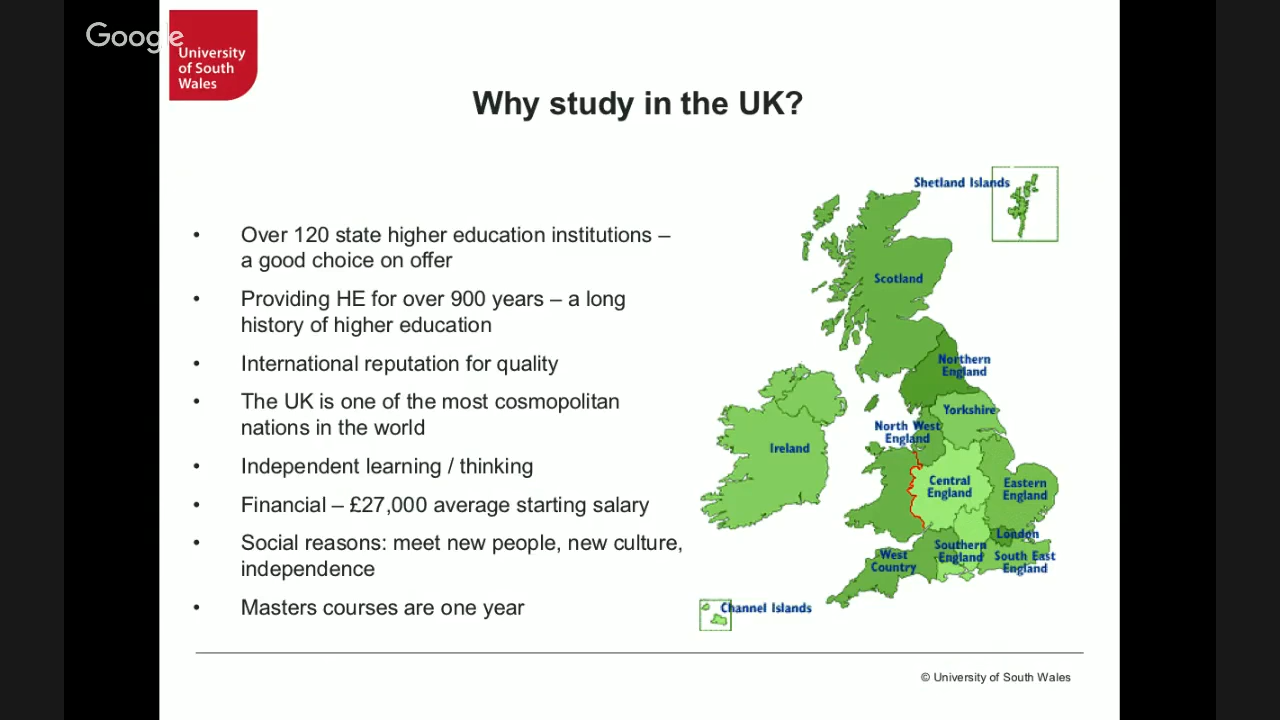 Google
University
of South
Wales
Why study in the UK?
• Over 120 state higher education institutions –
a good choice on offer
• Providing HE for over 900 years – a long
history of higher education
• International reputation for quality
• The UK is one of the most cosmopolitan
nations in the world
• Independent learning / thinking
• Financial – £27,000 average starting salary
• Social reasons: meet new people, new culture,
independence
• Masters courses are one year
Shetland Islands
Scotland
Northern
England
Yorkshire
North West
England
Ireland
Central
England
Eastern
England
London
Southern
England
South East
England
West
Country
Channel Islands
© University of South Wales